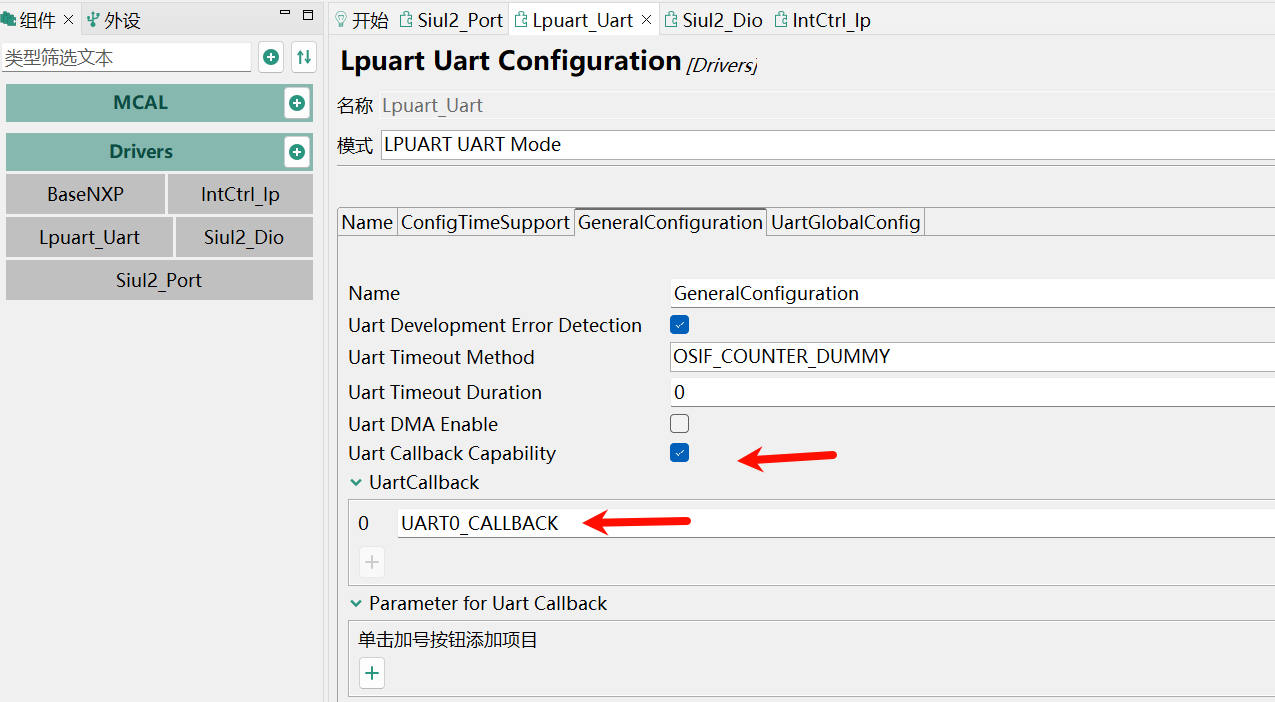 组件 外设
类型筛选文本
MCAL
Drivers
BaseNXP IntCtrl_Ip
Lpuart_Uart Siul2_Dio
Siul2_Port
开始 Siul2_Port Lpuart_Uart Siul2_Dio IntCtrl_Ip
Lpuart Uart Configuration [Drivers]
名称 Lpuart_Uart
模式 LPUART UART Mode
Name ConfigTimeSupport GeneralConfiguration UartGlobalConfig
Name GeneralConfiguration
Uart Development Error Detection
Uart Timeout Method OSIF_COUNTER_DUMMY
Uart Timeout Duration 0
Uart DMA Enable
Uart Callback Capability
UartCallback
0 UART0_CALLBACK
Parameter for Uart Callback
单击加号按钮添加项目